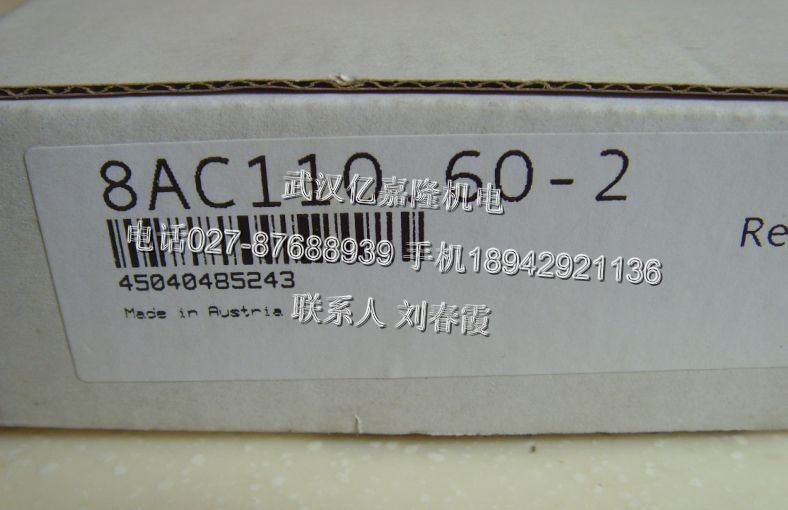 8AC110 60-2
武汉亿嘉隆机电
Re
电话027-87688939 手机18942921136
45040485243
Made in Austria
联系人 刘春霞